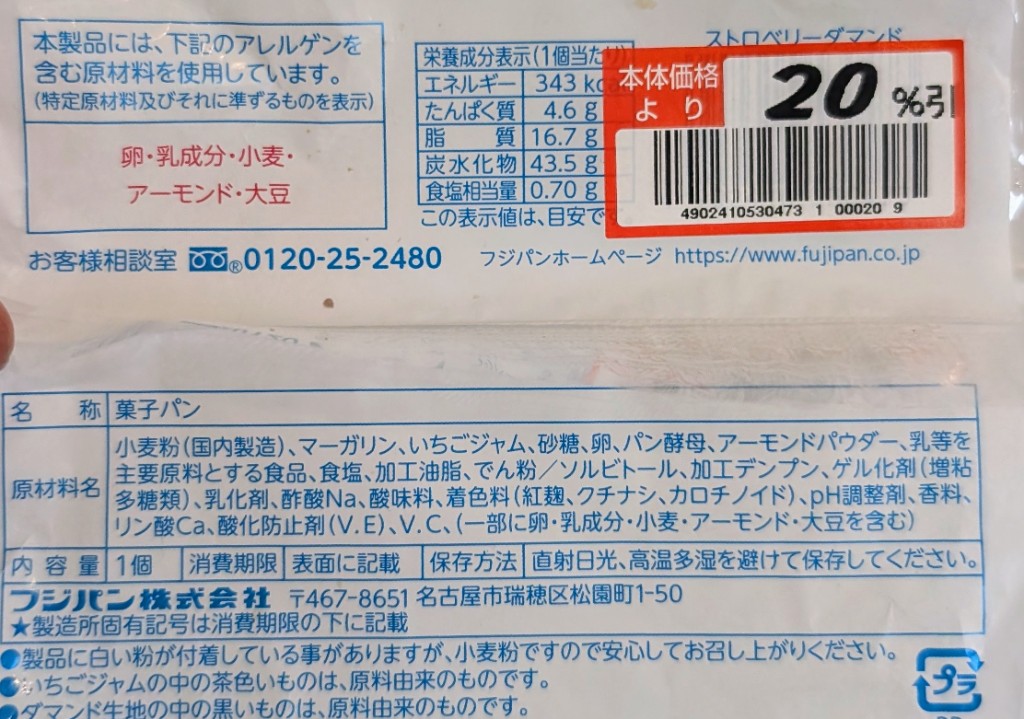 本製品には、下記のアレルゲンを
含む原材料を使用しています。
(特定原材料及びそれに準ずるものを表示)
卵・乳成分・小麦・
アーモンド・大豆
栄養成分表示(1個当たり)
エネルギー 343 kcal
たんぱく質 4.6 g
脂 質 16.7 g
炭水化物 43.5 g
食塩相当量 0.70 g
この表示値は、目安で
ストロベリーダマンド
本体価格
より
20 %引
4902410530473 1 00020 9
お客様相談室 ®0120-25-2480
フジパンホームページ https://www.fujipan.co.jp
名 称 菓子パン
原材料名
小麦粉(国内製造)、マーガリン、いちごジャム、砂糖、卵、パン酵母、アーモンドパウダー、乳等を
主要原料とする食品、食塩、加工油脂、でん粉/ソルビトール、加工デンプン、ゲル化剤(増粘
多糖類)、乳化剤、酢酸Na、酸味料、着色料(紅麹、クチナシ、カロチノイド)、pH調整剤、香料、
リン酸Ca、酸化防止剤(V.E)、V.C、(一部に卵・乳成分・小麦・アーモンド・大豆を含む)
内容量 1個 消費期限 表面に記載 保存方法 直射日光、高温多湿を避けて保存してください。
フジパン株式会社 〒467-8651 名古屋市瑞穂区松園町1-50
★製造所固有記号は消費期限の下に記載
●製品に白い粉が付着している事がありますが、小麦粉ですので安心してお召し上がりください。
●いちごジャムの中の茶色いものは、原料由来のものです。
●ダマンド生地の中の黒いものは、原料由来のものです。
プラ